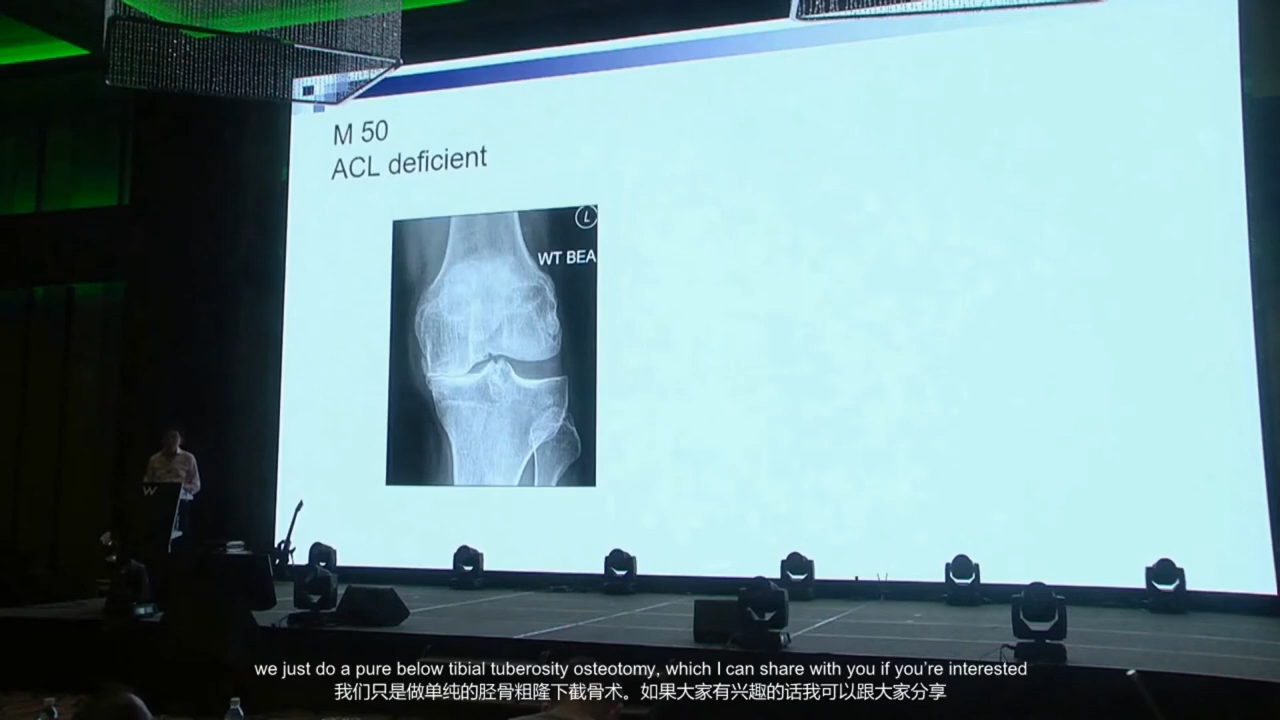 M 50
ACL deficient
L
WT BEA
W
we just do a pure below tibial tuberosity osteotomy, which I can share with you if you're interested
我们只是做单纯的胫骨粗隆下截骨术。如果大家有兴趣的话我可以跟大家分享